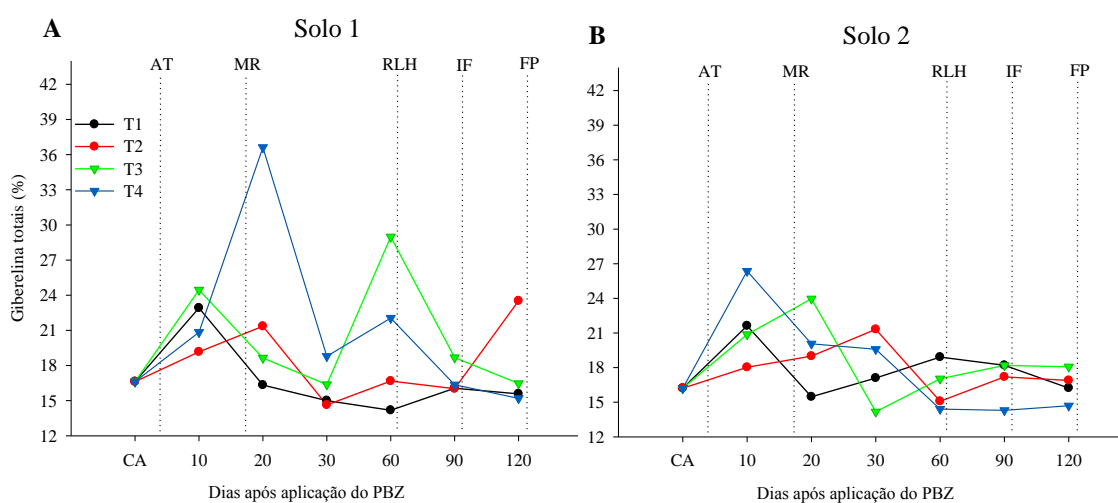 A
Solo 1
AT
MR
RLH
IF
FP
42
39
36
33
30
27
24
21
18
15
12
Giberelina totais (%)
T1
T2
T3
T4
CA
10
20
30
60
90
120
Dias após aplicação do PBZ
B
Solo 2
AT
MR
RLH
IF
FP
42
39
36
33
30
27
24
21
18
15
12
CA
10
20
30
60
90
120
Dias após aplicação do PBZ